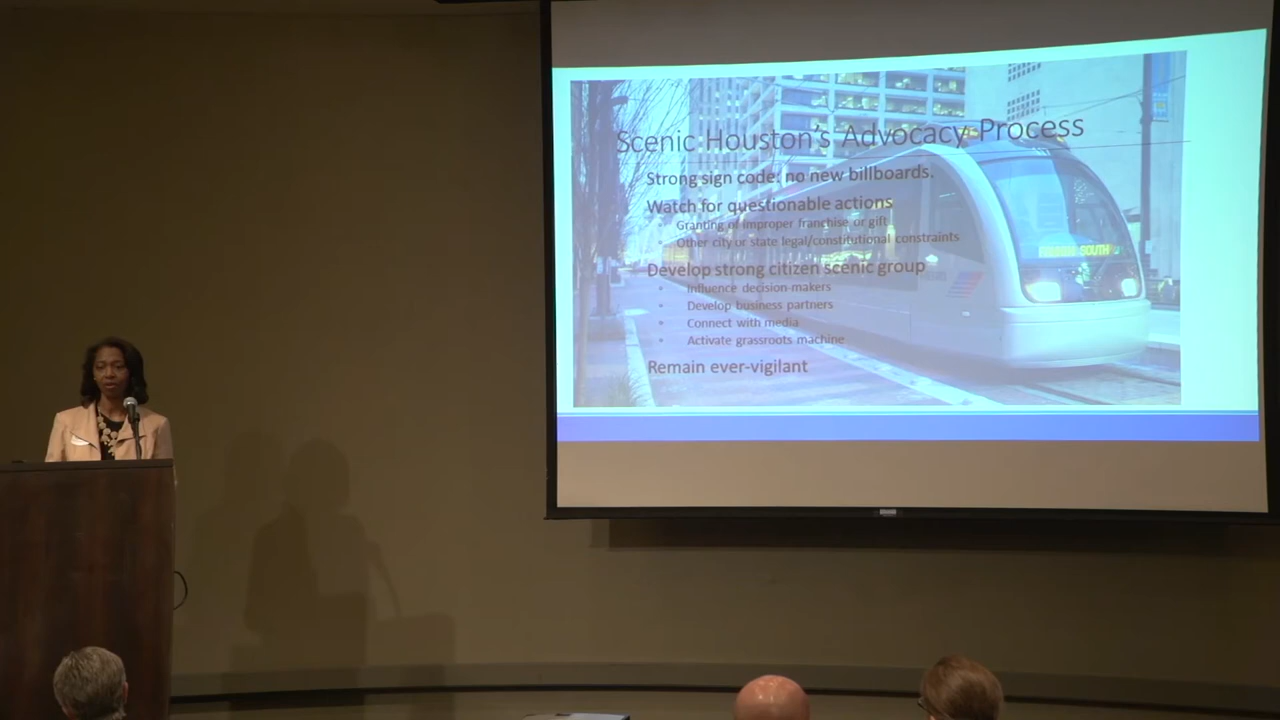 Scenic Houston's Advocacy Process
Strong sign code: no new billboards.
Watch for questionable actions
Granting of improper franchise or gift
Other city or state legal/constitutional constraints
Develop strong citizen scenic group
Influence decision-makers
Develop business partners
Connect with media
Activate grassroots machine
Remain ever-vigilant
SOUTH